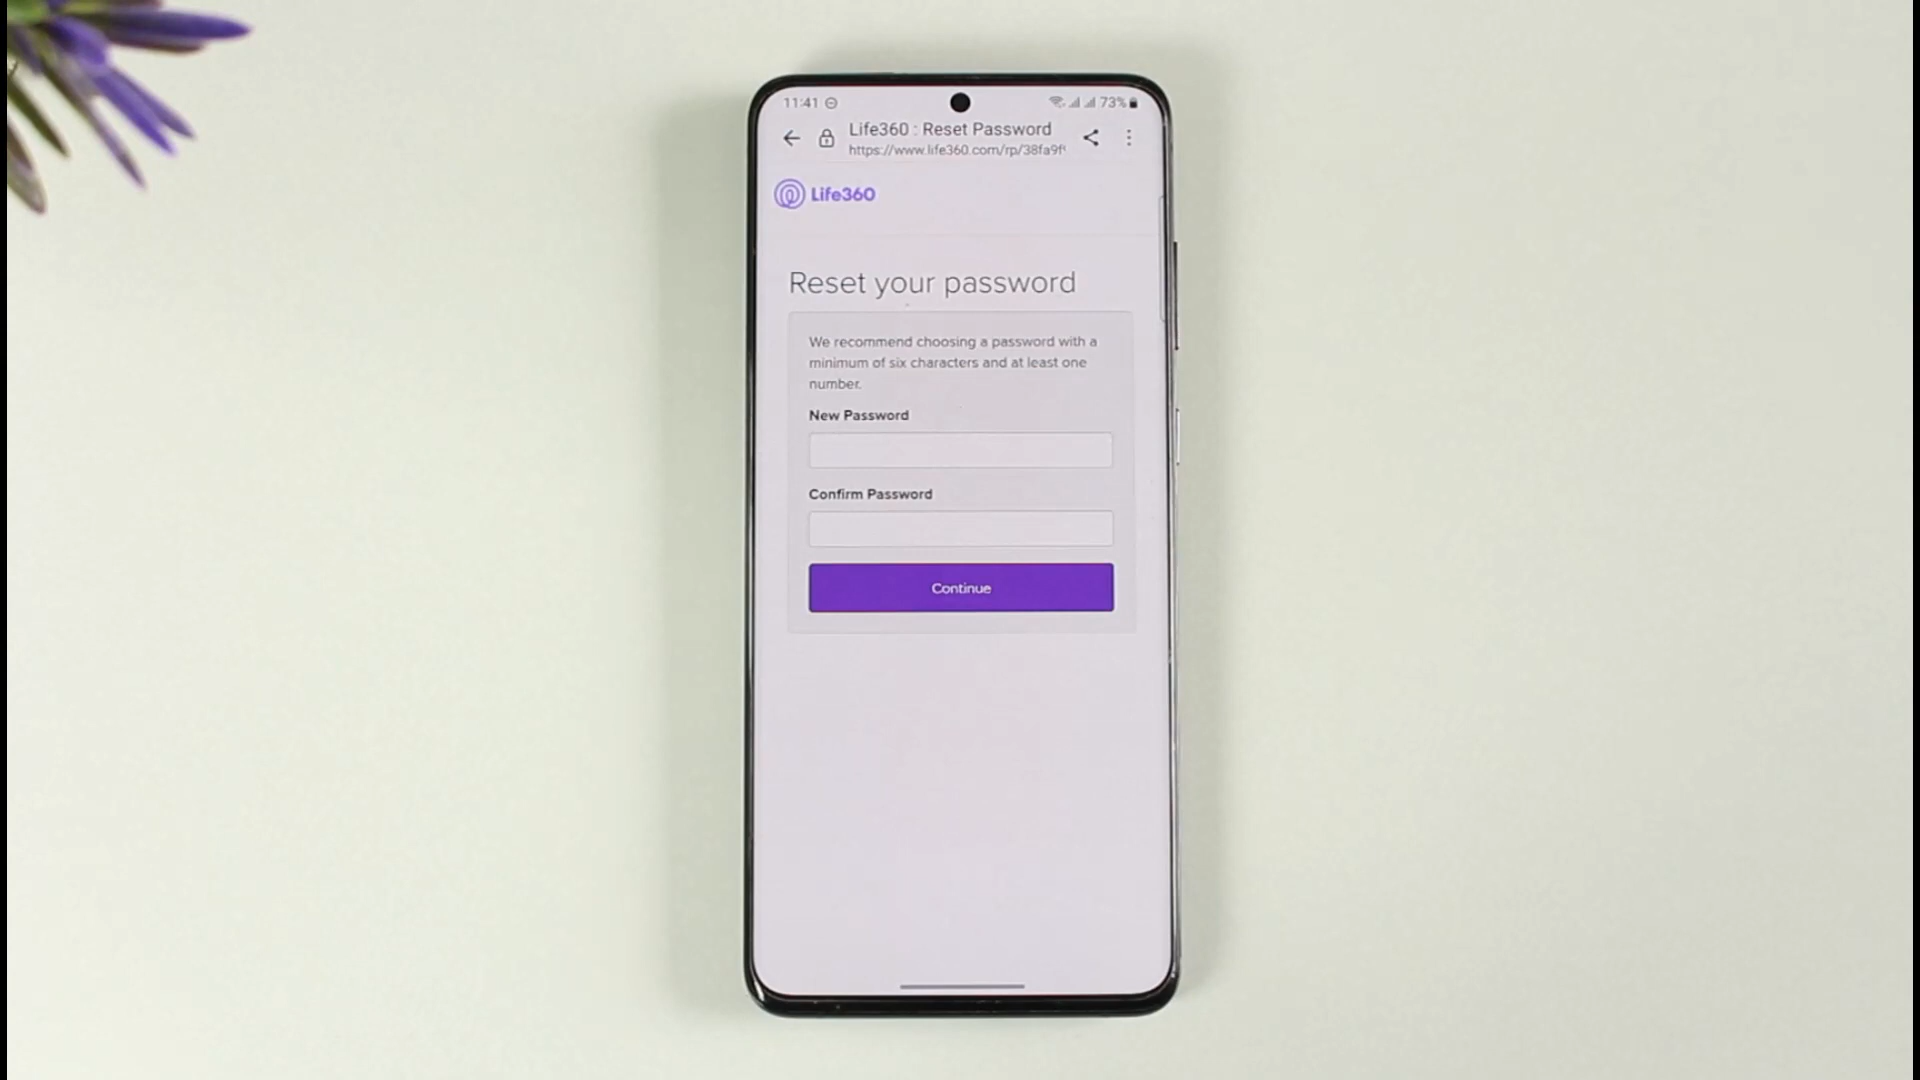 11:41 73%
Life360 : Reset Password
https://www.life360.com/rp/38fa9f
Life360
Reset your password
We recommend choosing a password with a
minimum of six characters and at least one
number.
New Password
Confirm Password
Continue